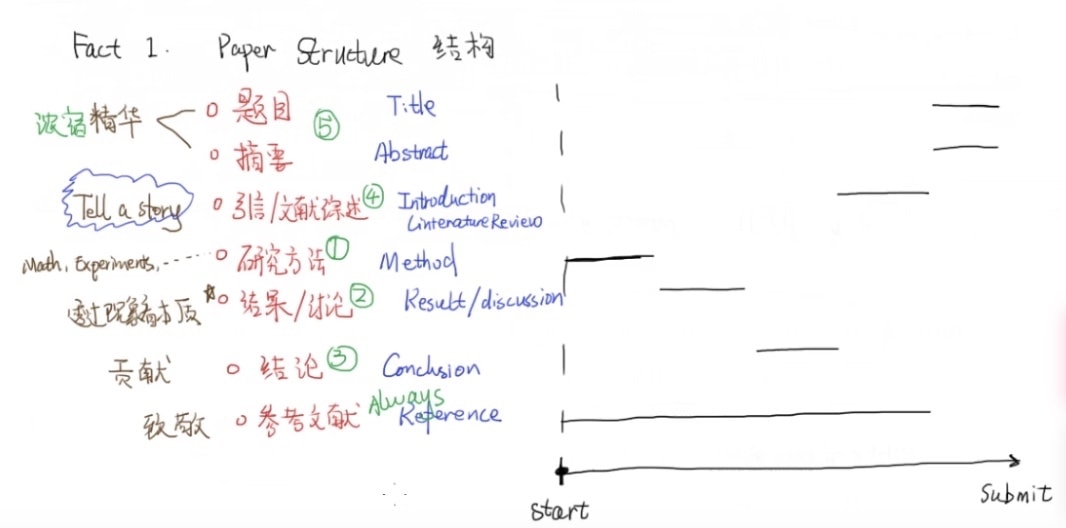 Fact 1. Paper Structure 结构
浓缩精华
题目 Title
⑤
摘要 Abstract
Tell a story 引言/文献综述 ④ Introduction
LinteratureReview
Math, Experiments, ------ 研究方法 ① Method
透过现象看本质 * 结果/讨论 ② Result/discussion
贡献 结论 ③ Conclusion
致敬 参考文献 Always Reference
start
Submit